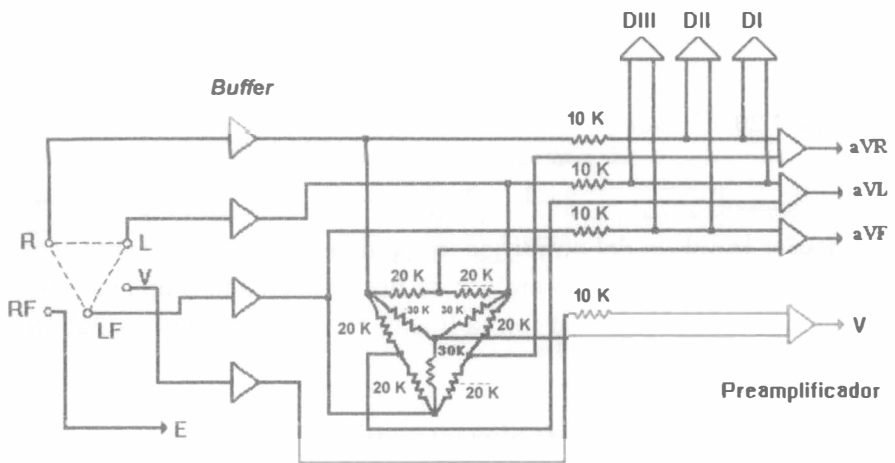 DIII DII DI
Buffer
10 K
aVR
10 K
aVL
10 K
aVF
R
L
V
RF
LF
20 K 20 K
10 K
30 K 30 K
20 K 20 K
30K
V
20 K 20 K
Preamplificador
E